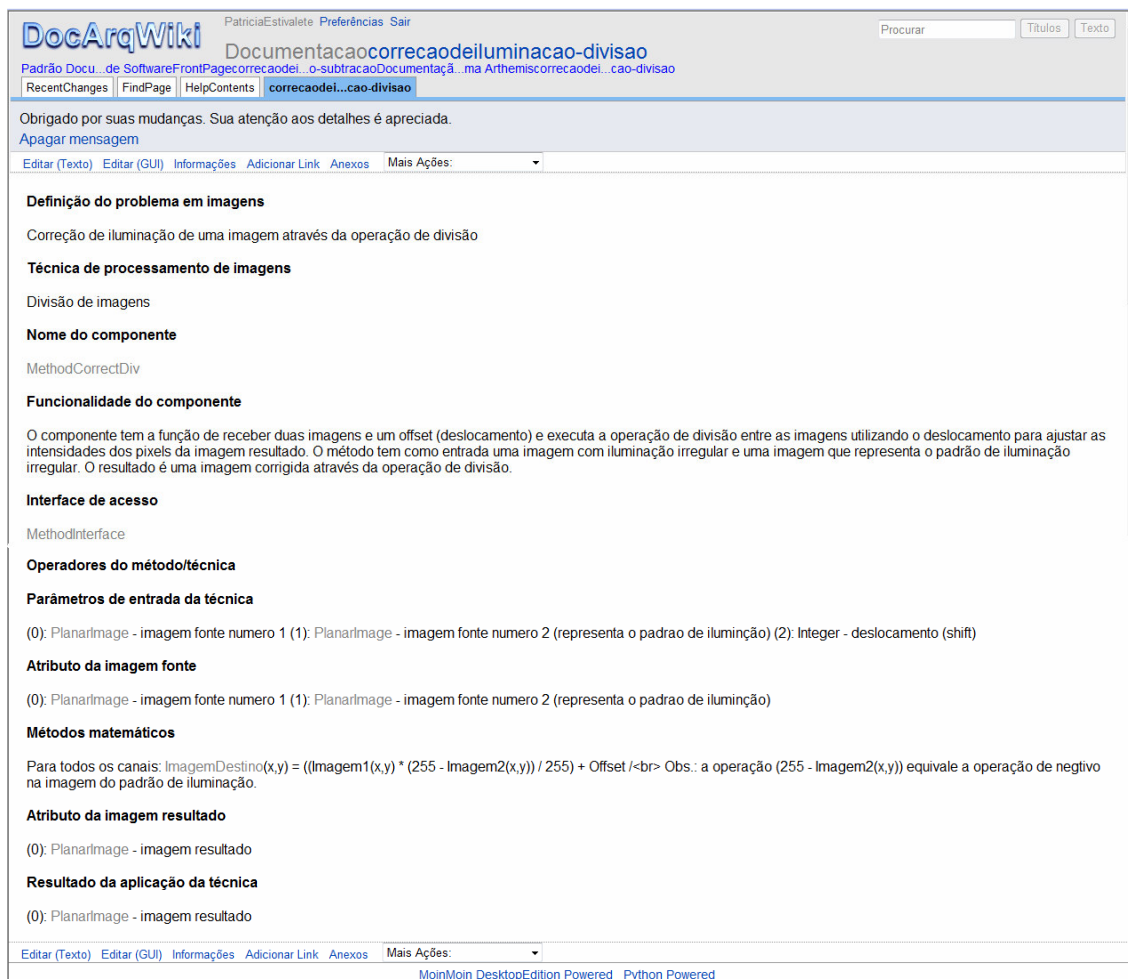 DocArqWiki
PatriciaEstivalete Preferências Sair
Procurar Títulos Texto
Documentacaocorrecaodeiluminacao-divisao
Padrão Docu...de SoftwareFrontPagecorrecaodei...o-subtracaoDocumentaçã...ma Arthemiscorrecaodei...cao-divisao
RecentChanges FindPage HelpContents correcaodei...cao-divisao
Obrigado por suas mudanças. Sua atenção aos detalhes é apreciada.
Apagar mensagem
Editar (Texto) Editar (GUI) Informações Adicionar Link Anexos Mais Ações:
Definição do problema em imagens
Correção de iluminação de uma imagem através da operação de divisão
Técnica de processamento de imagens
Divisão de imagens
Nome do componente
MethodCorrectDiv
Funcionalidade do componente
O componente tem a função de receber duas imagens e um offset (deslocamento) e executa a operação de divisão entre as imagens utilizando o deslocamento para ajustar as
intensidades dos pixels da imagem resultado. O método tem como entrada uma imagem com iluminação irregular e uma imagem que representa o padrão de iluminação
irregular. O resultado é uma imagem corrigida através da operação de divisão.
Interface de acesso
MethodInterface
Operadores do método/técnica
Parâmetros de entrada da técnica
(0): PlanarImage - imagem fonte numero 1 (1): PlanarImage - imagem fonte numero 2 (representa o padrao de iluminção) (2): Integer - deslocamento (shift)
Atributo da imagem fonte
(0): PlanarImage - imagem fonte numero 1 (1): PlanarImage - imagem fonte numero 2 (representa o padrao de iluminção)
Métodos matemáticos
Para todos os canais: ImagemDestino(x,y) = ((Imagem1(x,y) * (255 - Imagem2(x,y)) / 255) + Offset /<br> Obs.: a operação (255 - Imagem2(x,y)) equivale a operação de negtivo
na imagem do padrão de iluminação.
Atributo da imagem resultado
(0): PlanarImage - imagem resultado
Resultado da aplicação da técnica
(0): PlanarImage - imagem resultado
Editar (Texto) Editar (GUI) Informações Adicionar Link Anexos Mais Ações:
MoinMoin DesktopEdition Powered Python Powered